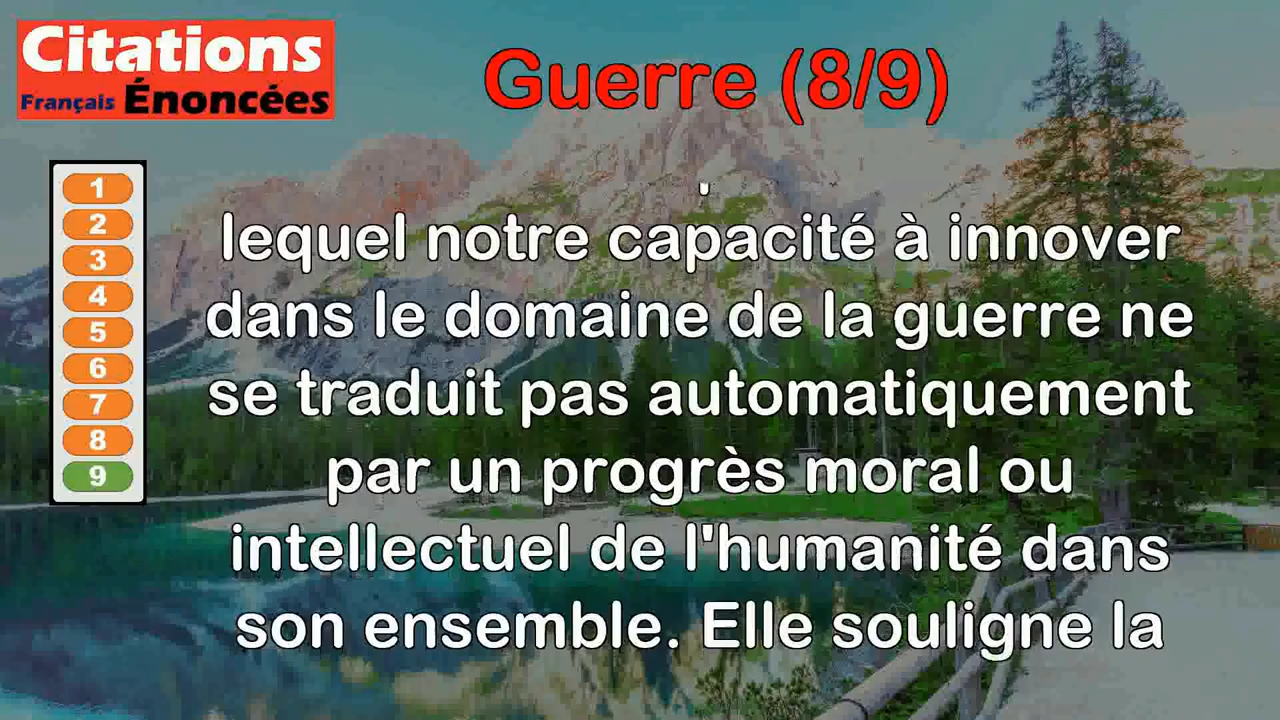 Citations
Français Énoncées
Guerre (8/9)
1
2
3
4
5
6
7
8
9
lequel notre capacité à innover
dans le domaine de la guerre ne
se traduit pas automatiquement
par un progrès moral ou
intellectuel de l'humanité dans
son ensemble. Elle souligne la